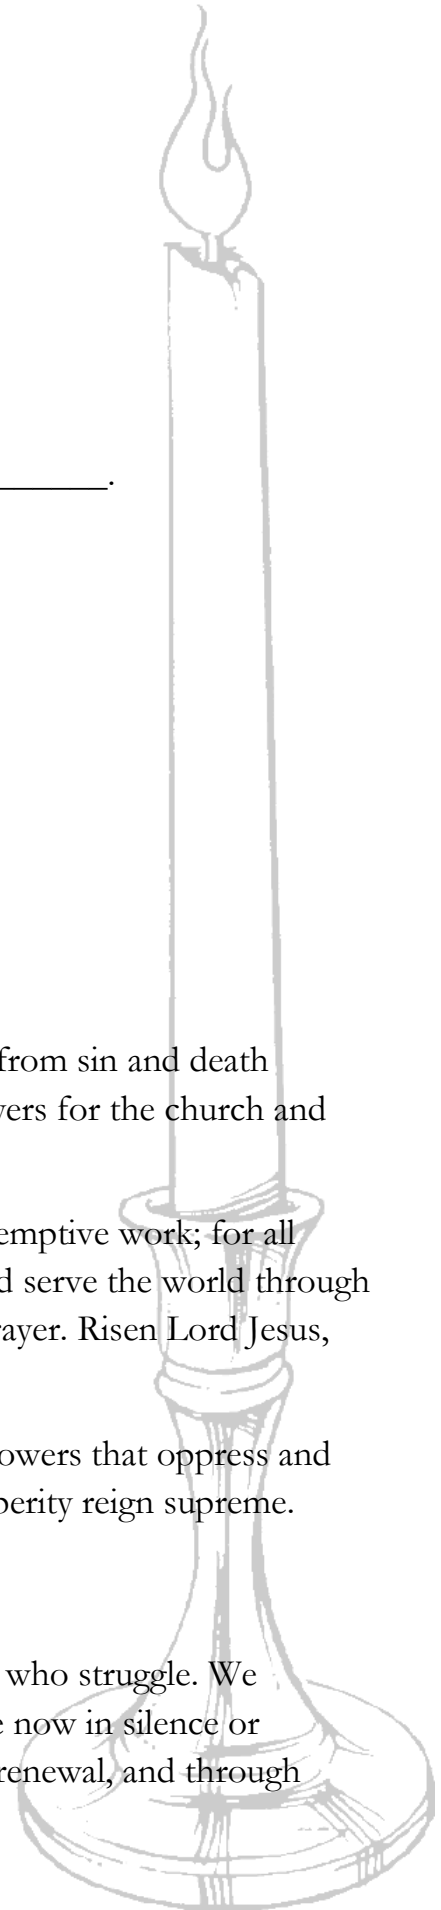 ______.
from sin and death
vers for the church and
emptive work; for all
d serve the world through
rayer. Risen Lord Jesus,
owers that oppress and
perity reign supreme.
who struggle. We
e now in silence or
renewal, and through